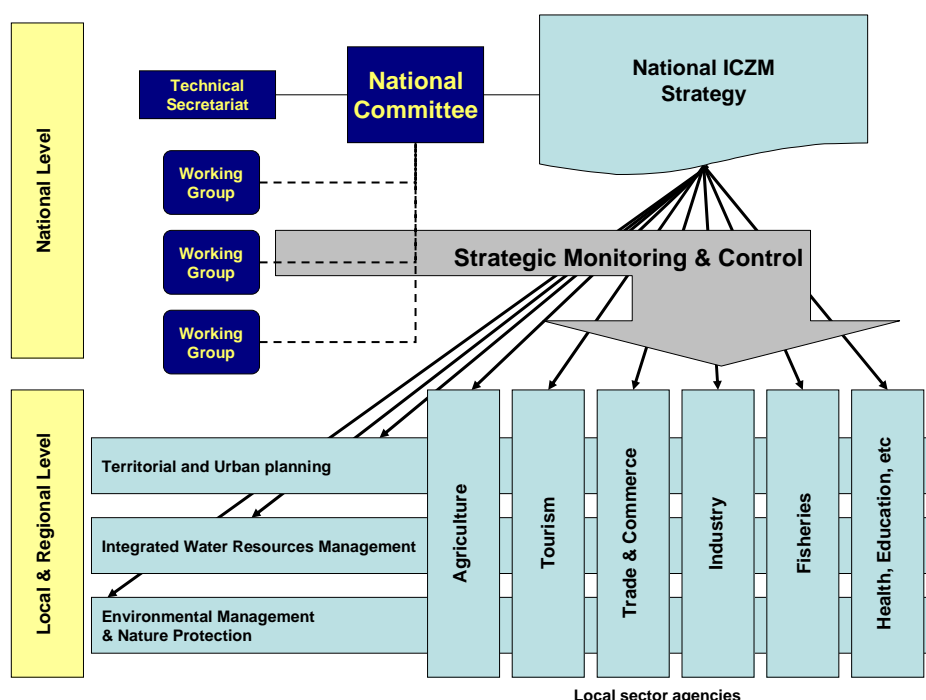 National Level
Technical
Secretariat
National
Committee
National ICZM
Strategy
Working
Group
Working
Group
Working
Group
Strategic Monitoring & Control
Local & Regional Level
Territorial and Urban planning
Integrated Water Resources Management
Environmental Management
& Nature Protection
Agriculture
Tourism
Trade & Commerce
Industry
Fisheries
Health, Education, etc
Local sector agencies